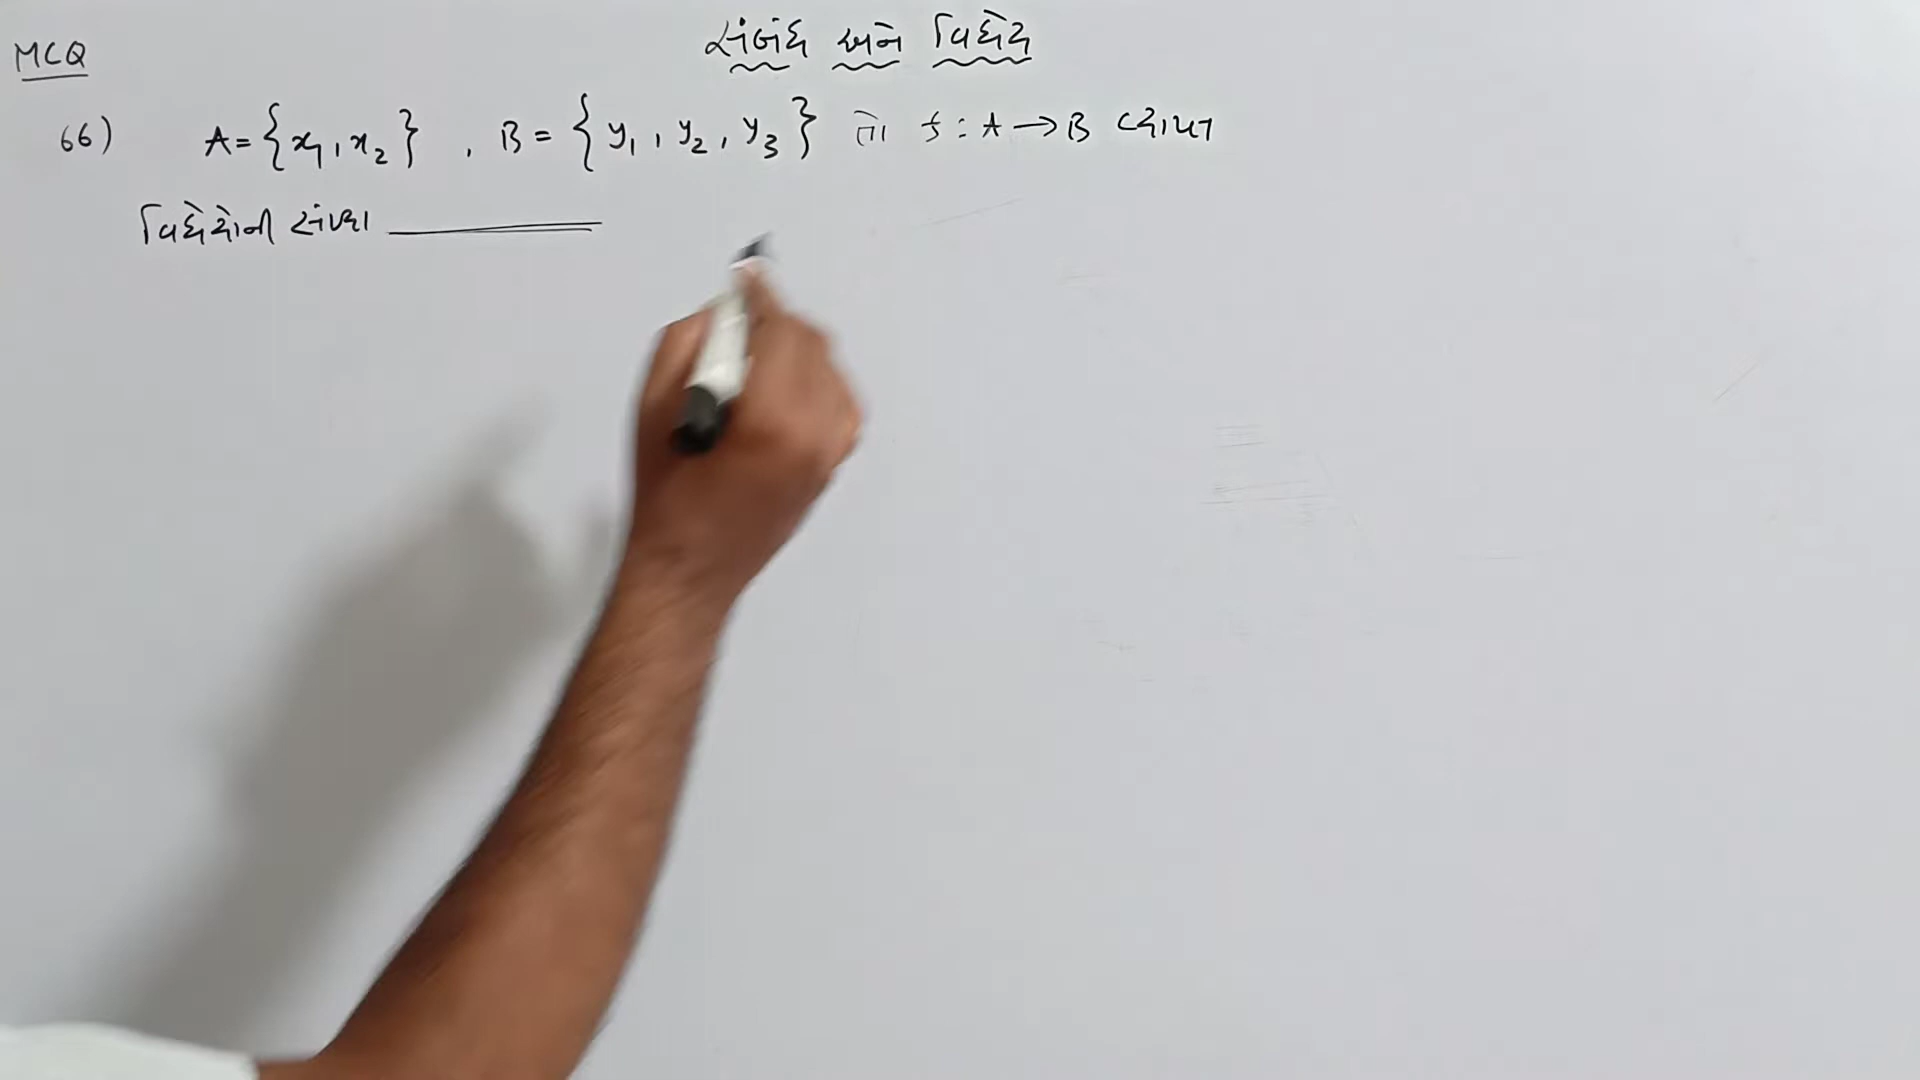 MCQ
સંબંધ અને વિધેય
66) A = {x₁, x₂}, B = {y₁, y₂, y₃} તો f : A → B થાય
વિધેયોની સંખ્યા ______